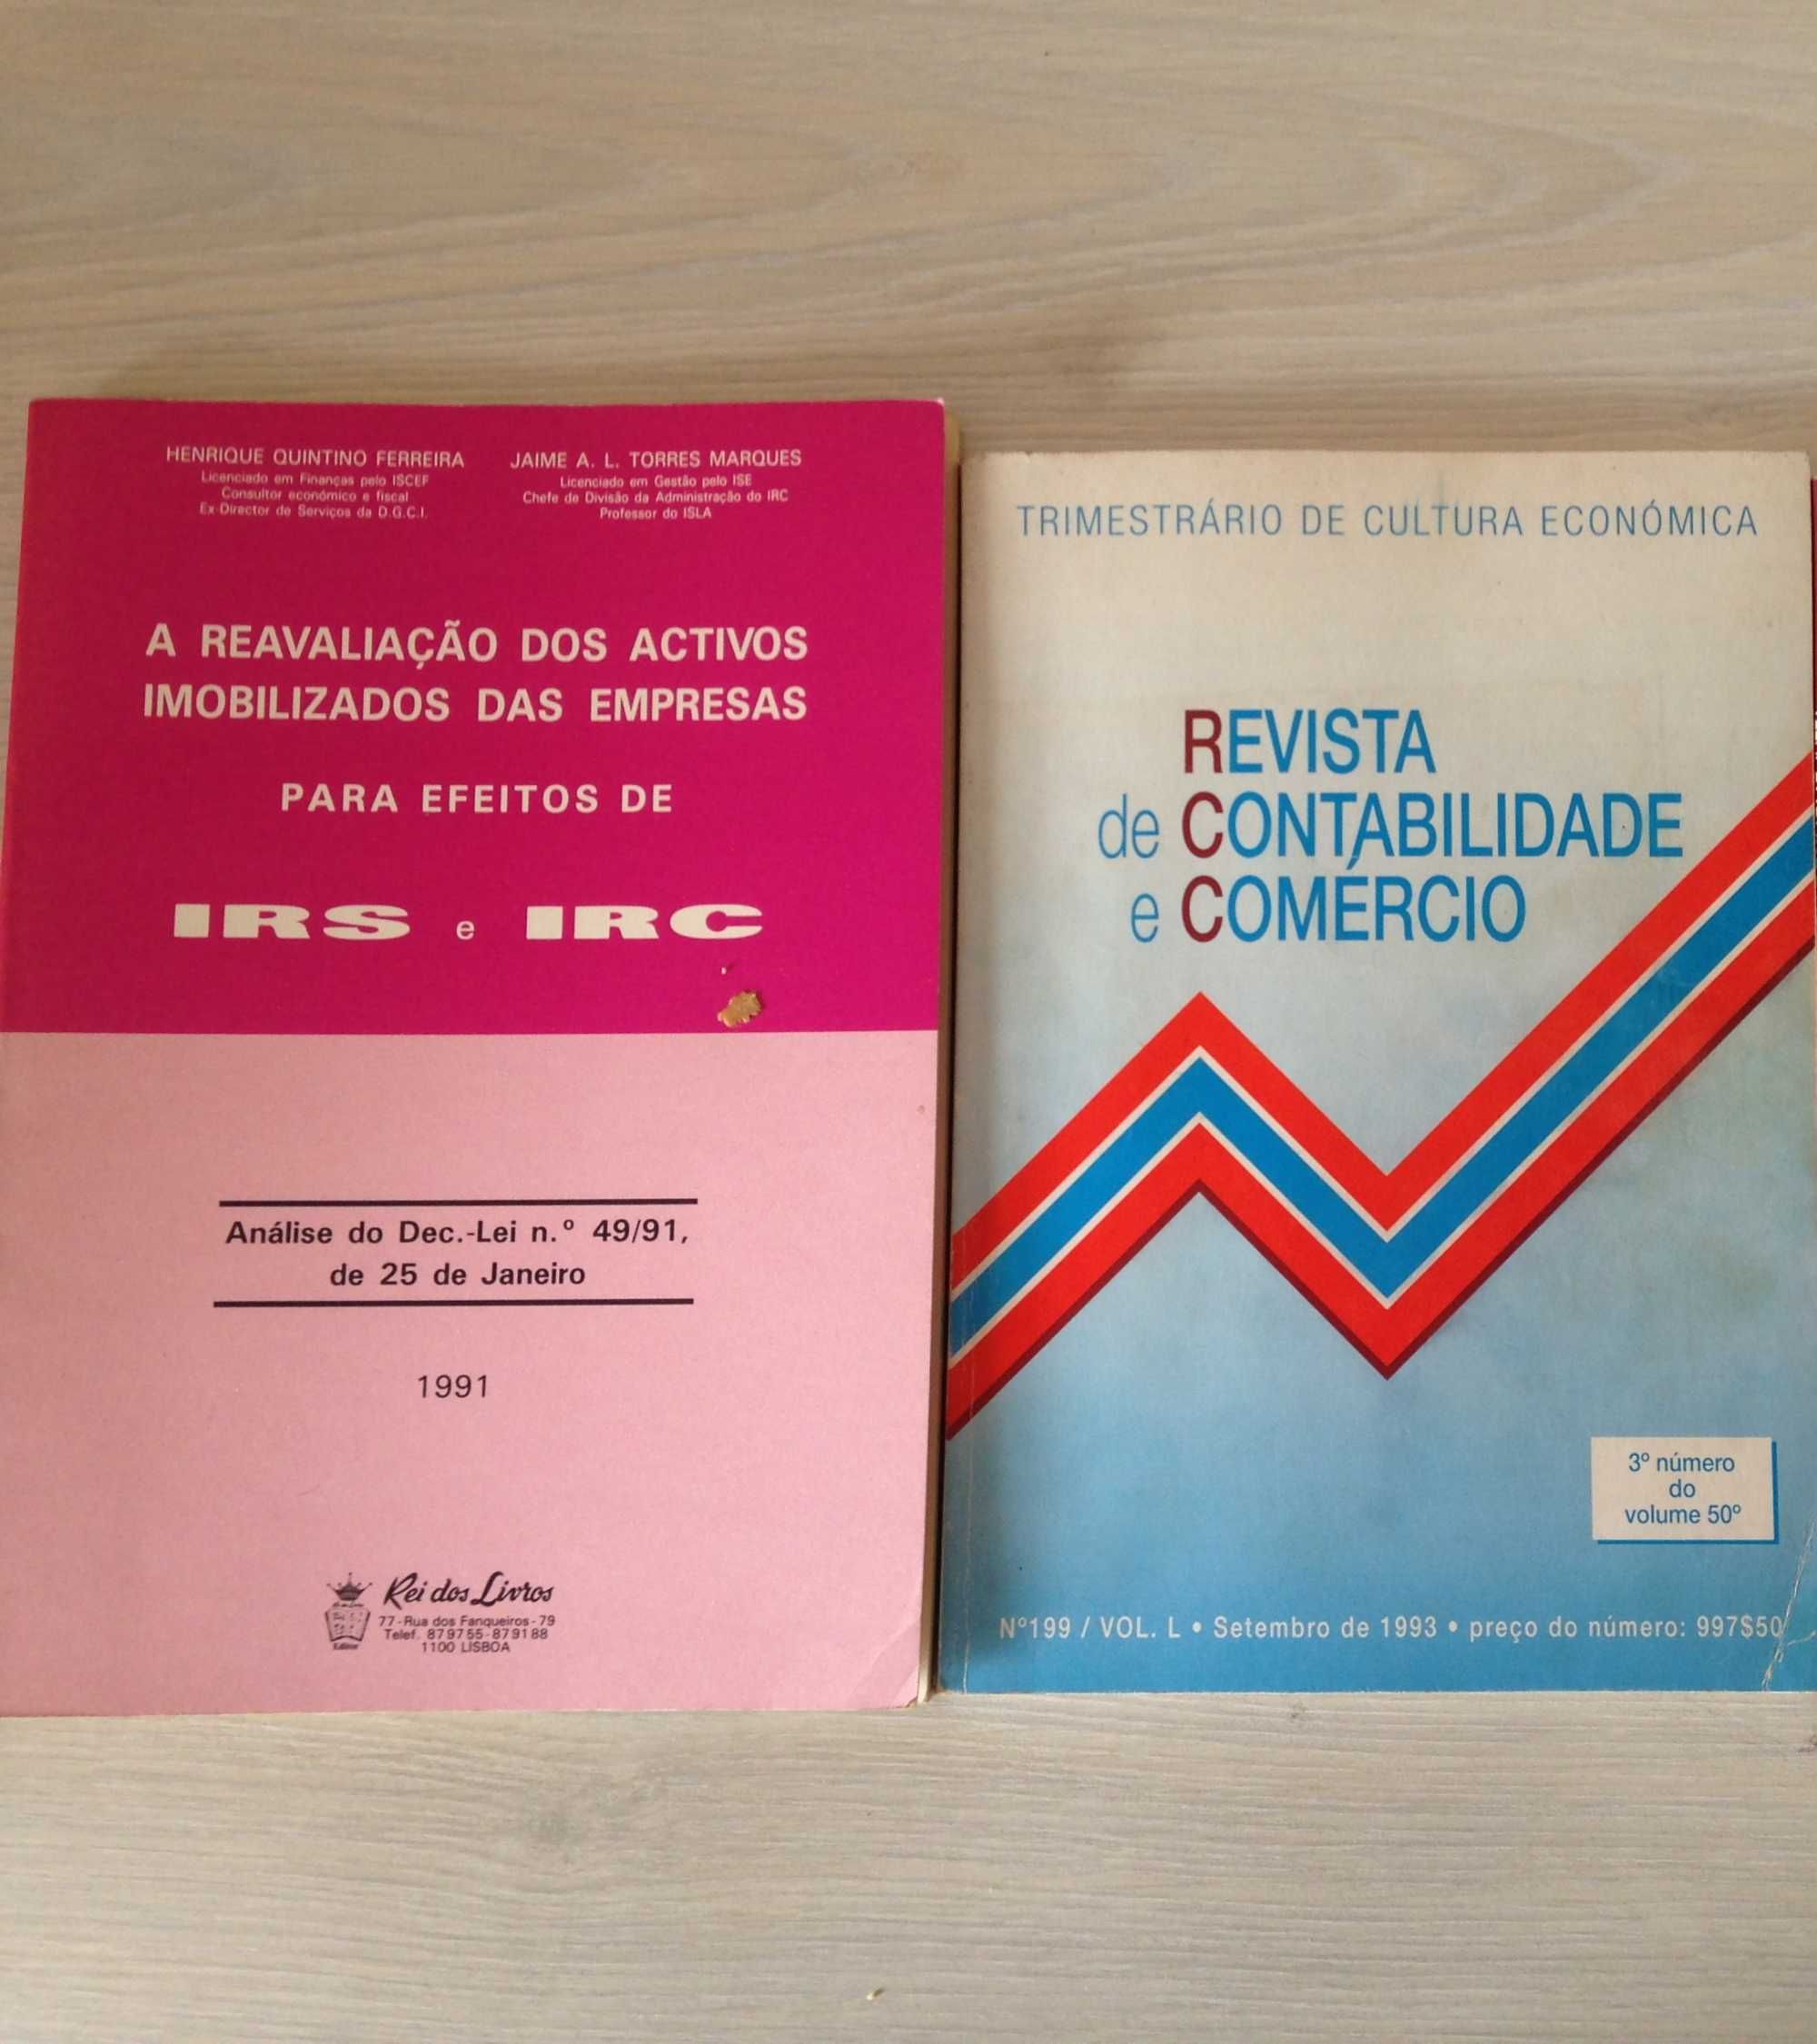 HENRIQUE QUINTINO FERREIRA
Licenciado em Finanças pelo ISCEF
Consultor económico e fiscal
Ex-Director de Serviços da D.G.C.I.
JAIME A. L. TORRES MARQUES
Licenciado em Gestão pelo ISE
Chefe de Divisão da Administração do IRC
Professor do ISLA
A REAVALIAÇÃO DOS ACTIVOS
IMOBILIZADOS DAS EMPRESAS
PARA EFEITOS DE
IRS e IRC
Análise do Dec.-Lei n.º 49/91,
de 25 de Janeiro
1991
Rei dos Livros
77-Rua dos Fanqueiros-79
Telef. 879755-879188
1100 LISBOA
Editor
TRIMESTRÁRIO DE CULTURA ECONÓMICA
REVISTA
de CONTABILIDADE
e COMÉRCIO
3º número
do
volume 50º
Nº199 / VOL. L • Setembro de 1993 • preço do número: 997$50